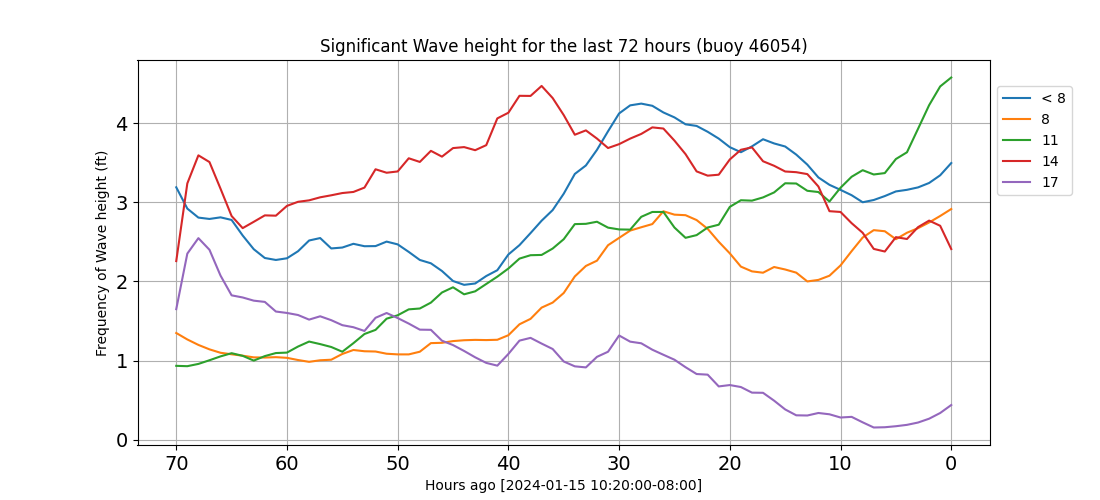 Significant Wave height for the last 72 hours (buoy 46054)
Frequency of Wave height (ft)
4
3
2
1
0
70 60 50 40 30 20 10 0
Hours ago [2024-01-15 10:20:00-08:00]
< 8
8
11
14
17